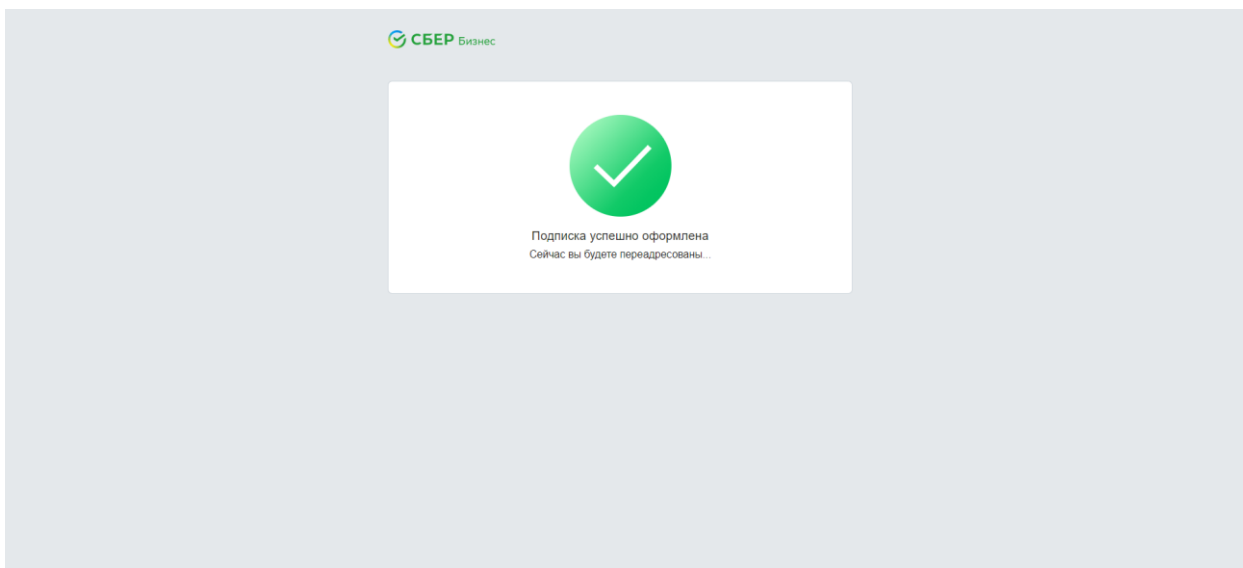 СБЕР Бизнес
Подписка успешно оформлена
Сейчас вы будете переадресованы...